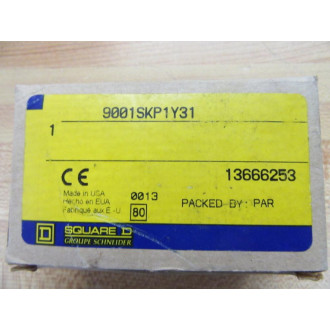 9001SKP1Y31
1
CE
13666253
Made in USA
Hecho en EUA
Fabriqué aux É.-U.
0013
80
PACKED BY: PAR
D
SQUARE D
GROUPE SCHNEIDER